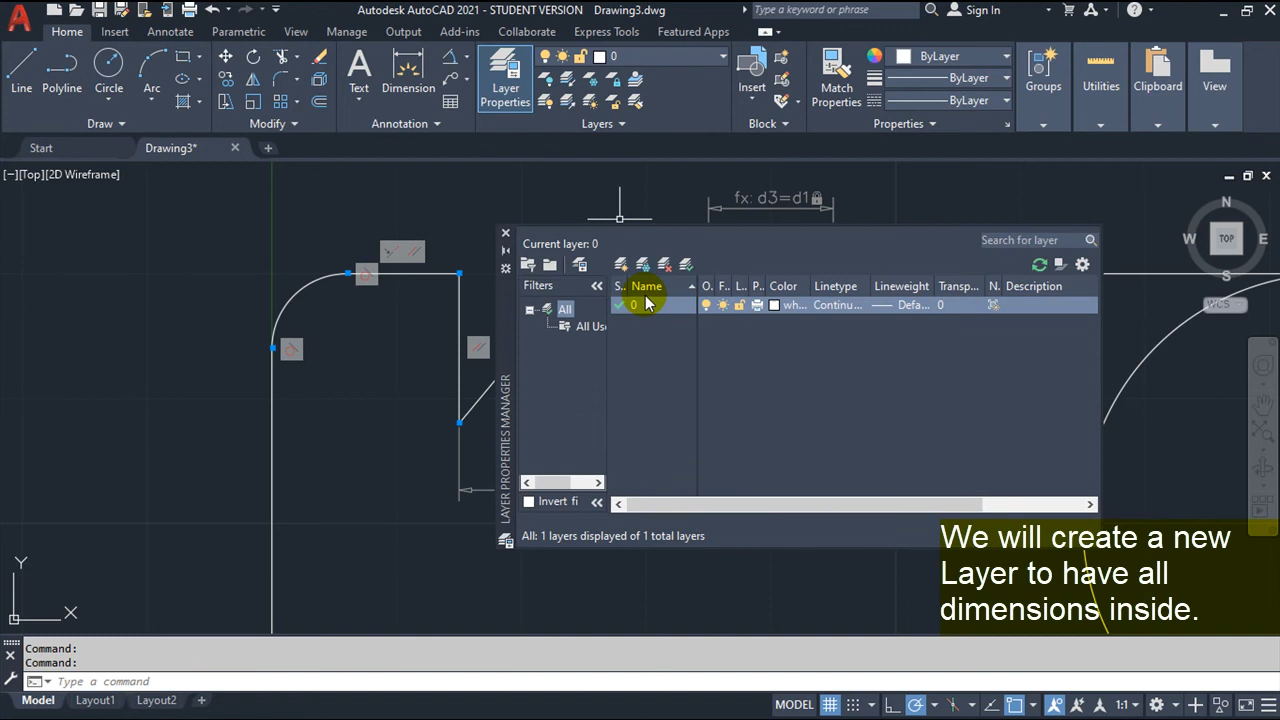 Autodesk AutoCAD 2021 - STUDENT VERSION Drawing3.dwg
Type a keyword or phrase
Sign In
Home Insert Annotate Parametric View Manage Output Add-ins Collaborate Express Tools Featured Apps
0
ByLayer
ByLayer
ByLayer
Line Polyline Circle Arc
Text Dimension
Layer Properties
Insert
Match Properties
Groups Utilities Clipboard View
Draw Modify Annotation Layers Block Properties
Start Drawing3*
[−][Top][2D Wireframe]
fx: d3=d1
N
W TOP E
S
WCS
Current layer: 0
Search for layer
Filters
S.. Name O. F.. L.. P.. Color Linetype Lineweight Transp... N.. Description
All
All Use
0 wh... Continu... Defa... 0
LAYER PROPERTIES MANAGER
Invert fi
All: 1 layers displayed of 1 total layers
We will create a new
Layer to have all
dimensions inside.
Y
X
Command:
Command:
Type a command
Model Layout1 Layout2
MODEL
1:1